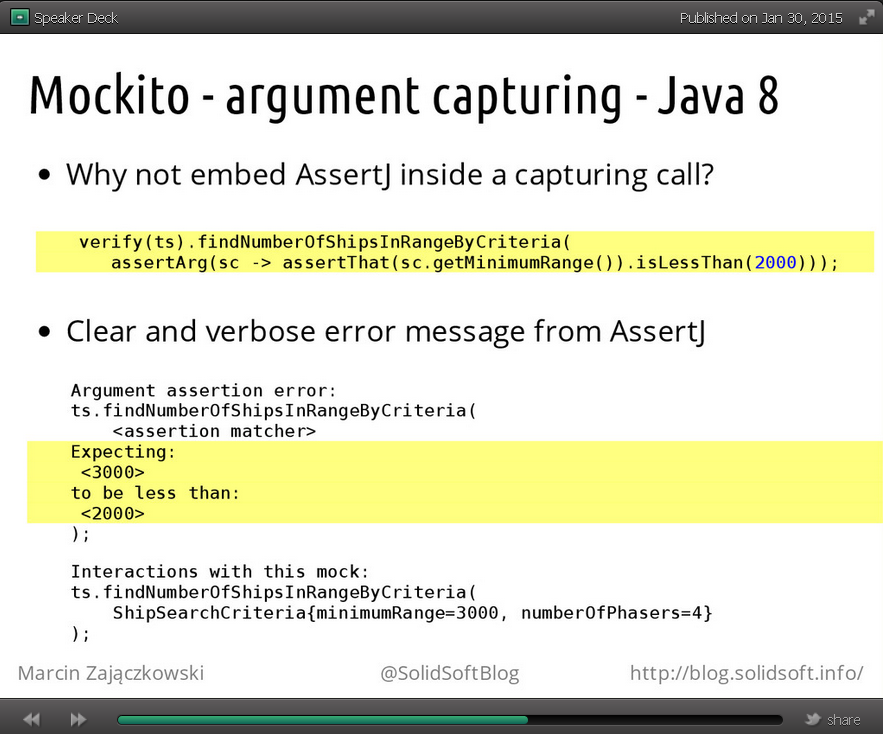 Speaker Deck
Published on Jan 30, 2015
Mockito - argument capturing - Java 8
• Why not embed AssertJ inside a capturing call?
verify(ts).findNumberOfShipsInRangeByCriteria(
assertArg(sc -> assertThat(sc.getMinimumRange()).isLessThan(2000)));
• Clear and verbose error message from AssertJ
Argument assertion error:
ts.findNumberOfShipsInRangeByCriteria(
<assertion matcher>
Expecting:
<3000>
to be less than:
<2000>
);
Interactions with this mock:
ts.findNumberOfShipsInRangeByCriteria(
ShipSearchCriteria{minimumRange=3000, numberOfPhasers=4}
);
Marcin Zajączkowski
@SolidSoftBlog
http://blog.solidsoft.info/
share